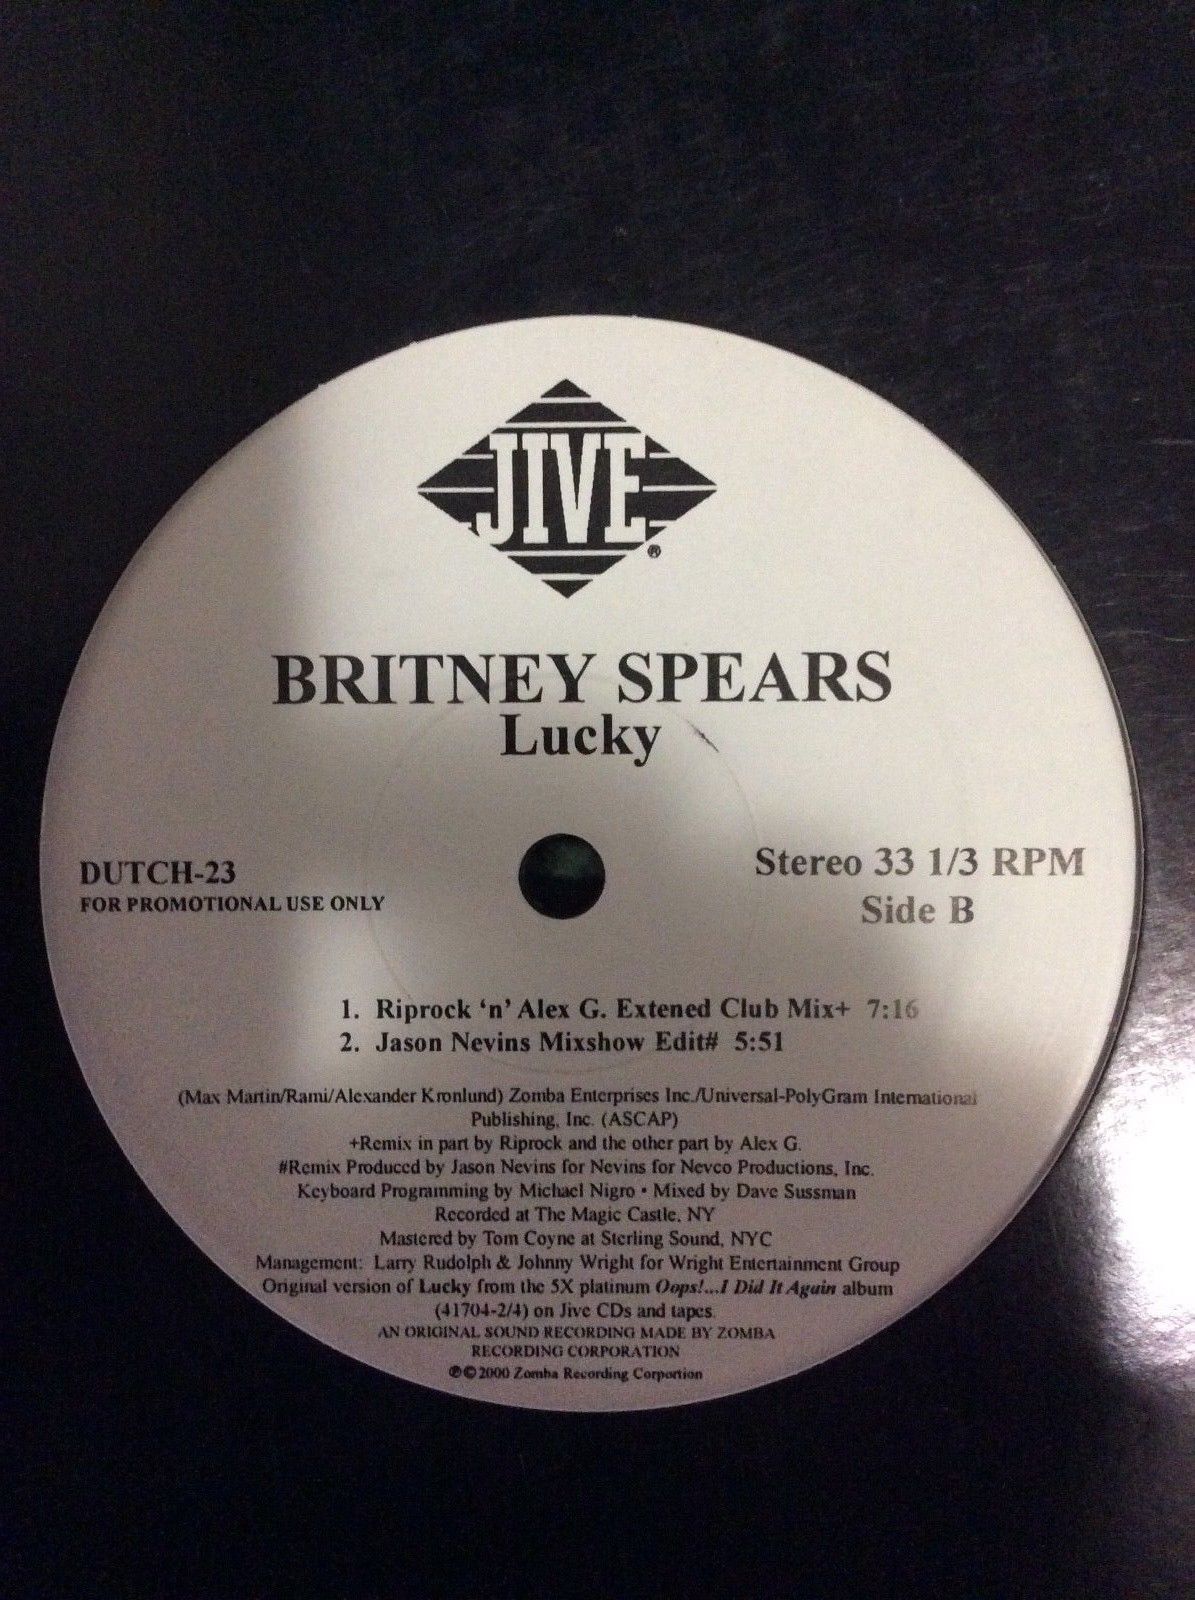 JIVE®
BRITNEY SPEARS
Lucky
DUTCH-23
FOR PROMOTIONAL USE ONLY
Stereo 33 1/3 RPM
Side B
1. Riprock ‘n’ Alex G. Extened Club Mix+ 7:16
2. Jason Nevins Mixshow Edit# 5:51
(Max Martin/Rami/Alexander Kronlund) Zomba Enterprises Inc./Universal-PolyGram International
Publishing, Inc. (ASCAP)
+Remix in part by Riprock and the other part by Alex G.
#Remix Produced by Jason Nevins for Nevins for Nevco Productions, Inc.
Keyboard Programming by Michael Nigro • Mixed by Dave Sussman
Recorded at The Magic Castle, NY
Mastered by Tom Coyne at Sterling Sound, NYC
Management: Larry Rudolph & Johnny Wright for Wright Entertainment Group
Original version of Lucky from the 5X platinum Oops!...I Did It Again album
(41704-2/4) on Jive CDs and tapes.
AN ORIGINAL SOUND RECORDING MADE BY ZOMBA
RECORDING CORPORATION
℗©2000 Zomba Recording Corportion